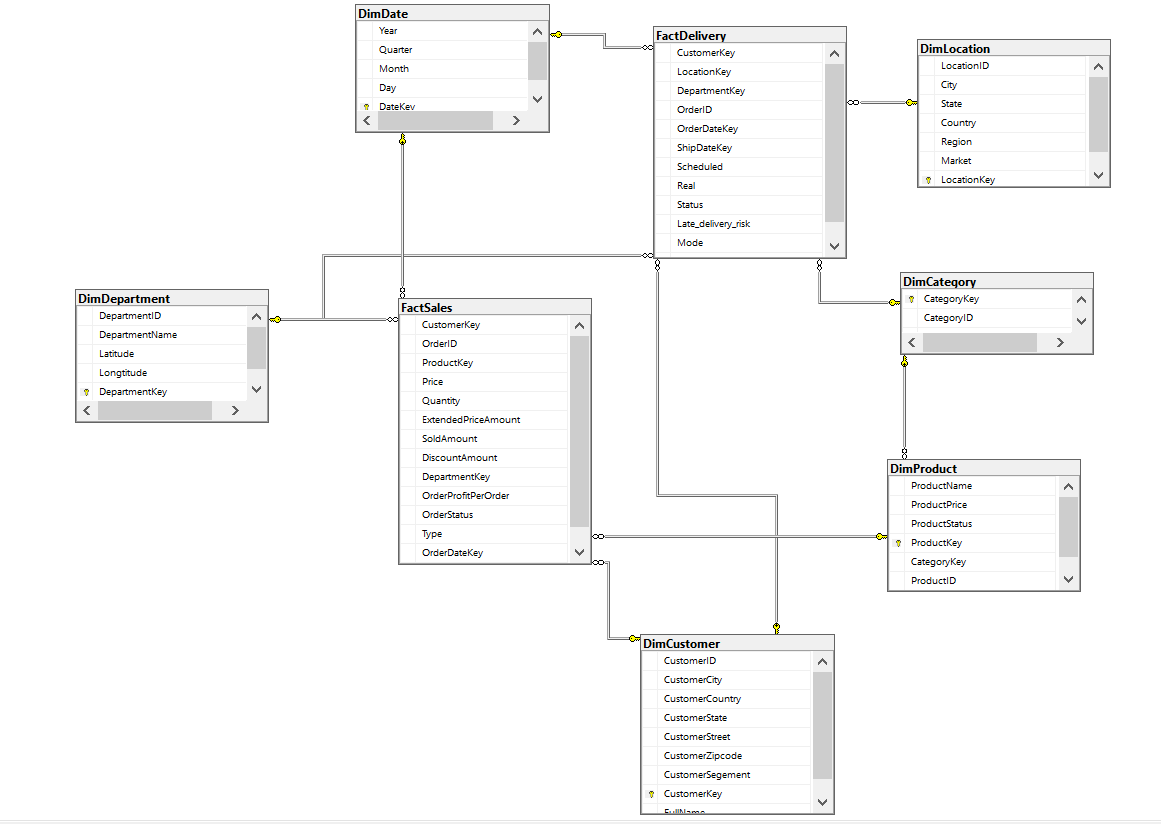 DimDate
Year
Quarter
Month
Day
DateKey
FactDelivery
CustomerKey
LocationKey
DepartmentKey
OrderID
OrderDateKey
ShipDateKey
Scheduled
Real
Status
Late_delivery_risk
Mode
DimLocation
LocationID
City
State
Country
Region
Market
LocationKey
DimDepartment
DepartmentID
DepartmentName
Latitude
Longtitude
DepartmentKey
FactSales
CustomerKey
OrderID
ProductKey
Price
Quantity
ExtendedPriceAmount
SoldAmount
DiscountAmount
DepartmentKey
OrderProfitPerOrder
OrderStatus
Type
OrderDateKey
DimCategory
CategoryKey
CategoryID
DimProduct
ProductName
ProductPrice
ProductStatus
ProductKey
CategoryKey
ProductID
DimCustomer
CustomerID
CustomerCity
CustomerCountry
CustomerState
CustomerStreet
CustomerZipcode
CustomerSegement
CustomerKey
FullName